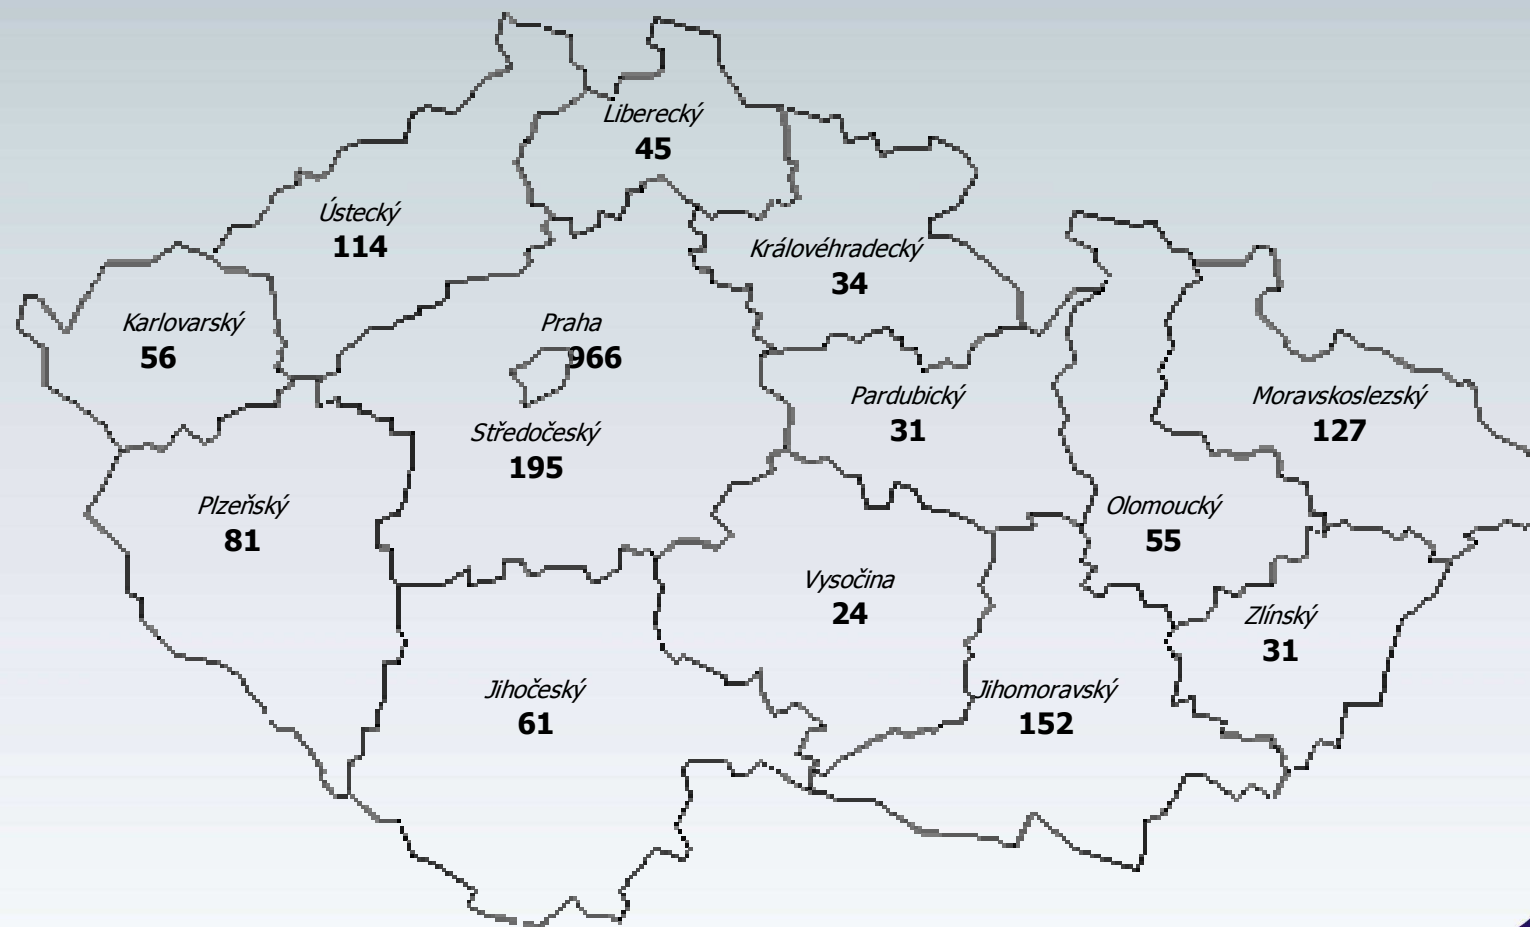 Liberecký
45
Ústecký
114
Královéhradecký
34
Karlovarský
56
Praha
966
Pardubický
31
Moravskoslezský
127
Středočeský
195
Plzeňský
81
Olomoucký
55
Vysočina
24
Zlínský
31
Jihočeský
61
Jihomoravský
152